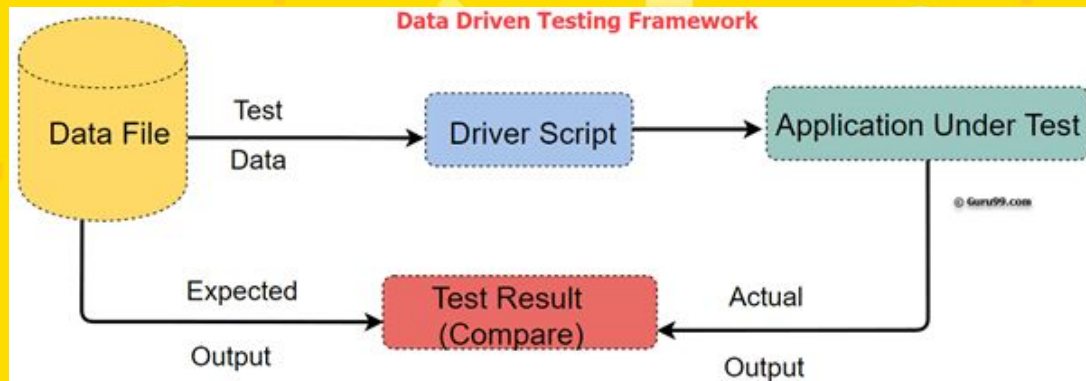 Data Driven Testing Framework
Data File
Test
Data
Driver Script
Application Under Test
© Guru99.com
Expected
Output
Test Result
(Compare)
Actual
Output